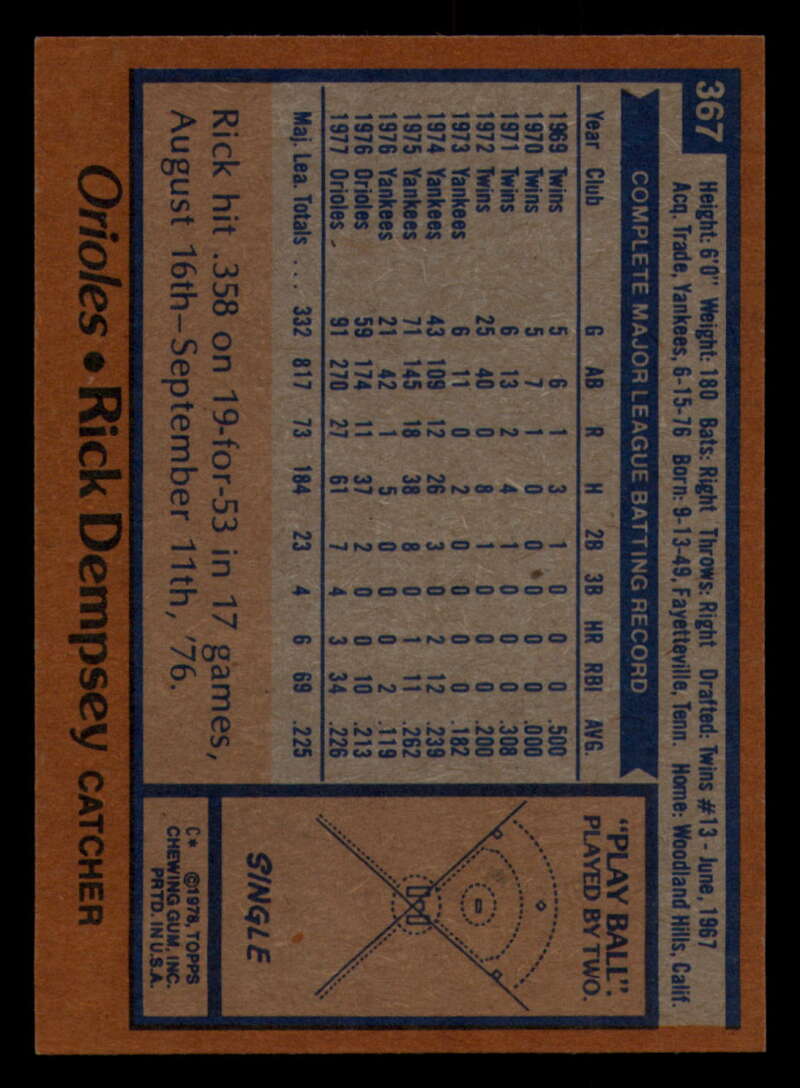 367
Height: 6'0" Weight: 180 Bats: Right Throws: Right Drafted: Twins #13 - June, 1967
Acq. Trade, Yankees, 6-15-76 Born: 9-13-49, Fayetteville, Tenn. Home: Woodland Hills, Calif.
COMPLETE MAJOR LEAGUE BATTING RECORD
Year Club G AB R H 2B 3B HR RBI AVG.
1969 Twins 5 6 1 3 1 0 0 0 .500
1970 Twins 5 7 1 0 0 0 0 0 .000
1971 Twins 6 13 2 4 1 0 0 0 .308
1972 Twins 25 40 0 8 1 0 0 0 .200
1973 Yankees 6 11 0 2 0 0 0 0 .182
1974 Yankees 43 109 12 26 3 0 2 12 .239
1975 Yankees 71 145 18 38 8 0 1 11 .262
1976 Yankees 21 42 1 5 0 0 0 2 .119
1976 Orioles 59 174 11 37 2 0 0 10 .213
1977 Orioles 91 270 27 61 7 4 3 34 .226
Maj. Lea. Totals ... 332 817 73 184 23 4 6 69 .225
Rick hit .358 on 19-for-53 in 17 games,
August 16th–September 11th, '76.
"PLAY BALL":
PLAYED BY TWO.
SINGLE
C* ©1978, TOPPS
CHEWING GUM, INC.
PRTD. IN U.S.A.
Orioles • Rick Dempsey CATCHER